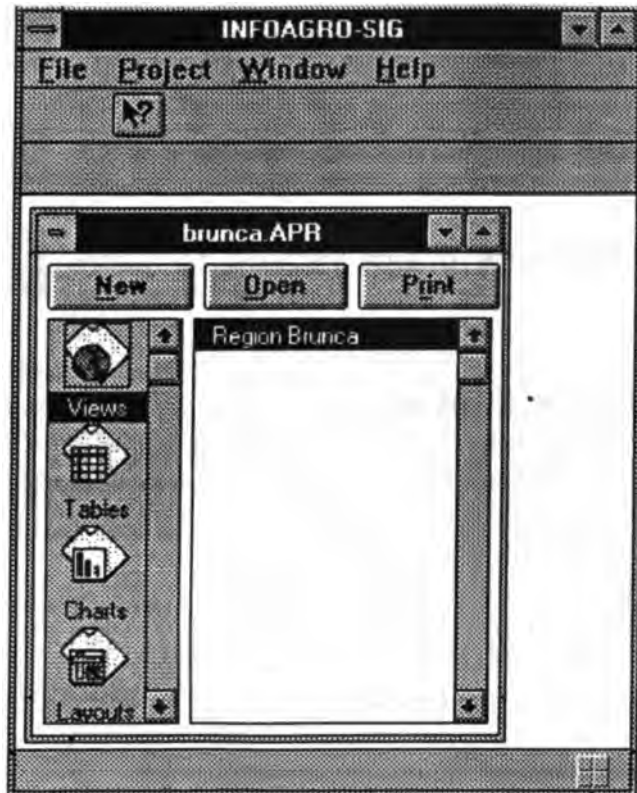 INFOAGRO-SIG
File Project Window Help
?
brunca.APR
New Open Print
Region Brunca
Views
Tables
Charts
Layouts